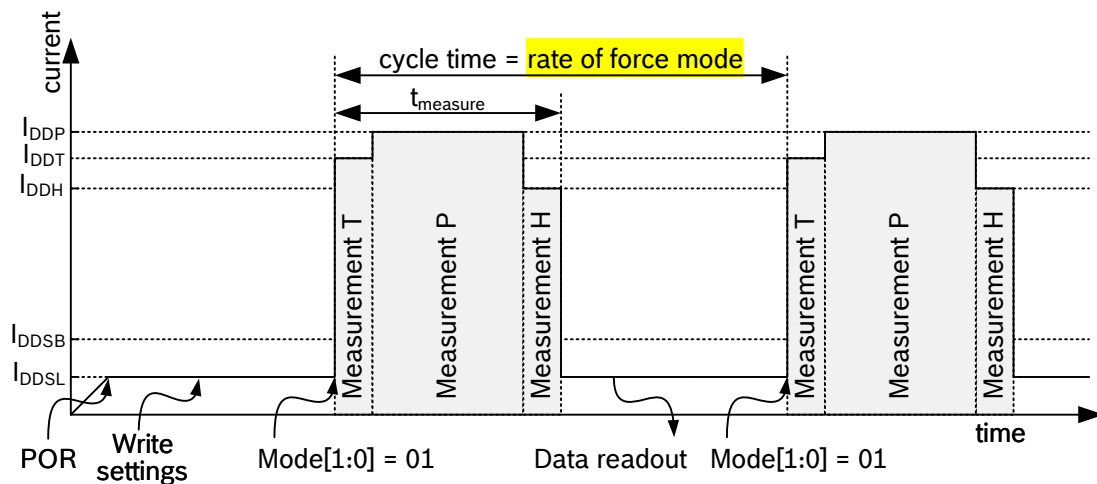 current
cycle time = rate of force mode
tmeasure
IDDP
IDDT
IDDH
IDDSB
IDDSL
Measurement T
Measurement P
Measurement H
Measurement T
Measurement P
Measurement H
time
POR
Write
settings
Mode[1:0] = 01
Data readout
Mode[1:0] = 01